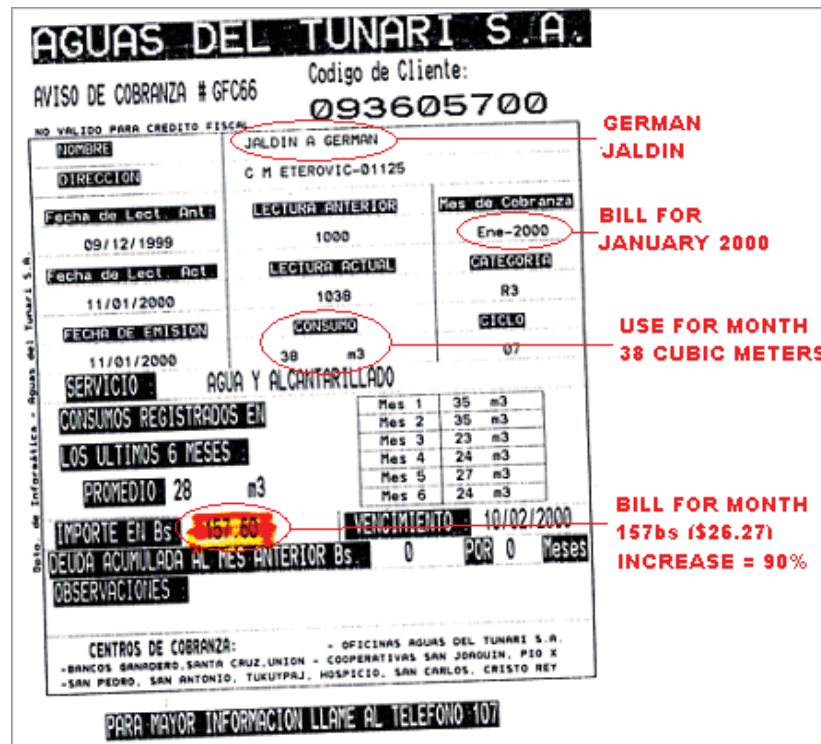 AGUAS DEL TUNARI S.A.
AVISO DE COBRANZA # GFC66
Codigo de Cliente:
093605700
NO VALIDO PARA CREDITO FISCAL
NOMBRE
JALDIN A GERMAN
GERMAN
JALDIN
DIRECCION
C M ETEROVIC-01125
Fecha de Lect. Ant:
LECTURA ANTERIOR
Mes de Cobranza
09/12/1999
1000
Ene-2000
BILL FOR
JANUARY 2000
Fecha de Lect. Act.
LECTURA ACTUAL
CATEGORIA
11/01/2000
1038
R3
FECHA DE EMISION
CONSUMO
CICLO
11/01/2000
38 m3
07
USE FOR MONTH
38 CUBIC METERS
SERVICIO : AGUA Y ALCANTARILLADO
CONSUMOS REGISTRADOS EN
LOS ULTIMOS 6 MESES :
PROMEDIO: 28 m3
Mes 1 35 m3
Mes 2 35 m3
Mes 3 23 m3
Mes 4 24 m3
Mes 5 27 m3
Mes 6 24 m3
IMPORTE EN Bs. 157.60
VENCIMIENTO 10/02/2000
BILL FOR MONTH
157bs ($26.27)
INCREASE = 90%
DEUDA ACUMULADA AL MES ANTERIOR Bs. 0 POR 0 Meses
OBSERVACIONES :
CENTROS DE COBRANZA: - OFICINAS AGUAS DEL TUNARI S.A.
-BANCOS GANADERO,SANTA CRUZ,UNION - COOPERATIVAS SAN JOAQUIN, PIO X
-SAN PEDRO, SAN ANTONIO, TUKUYPAJ, HOSPICIO, SAN CARLOS, CRISTO REY
PARA MAYOR INFORMACION LLAME AL TELEFONO 107
Dpto. de Informática - Aguas del Tunari S.A.